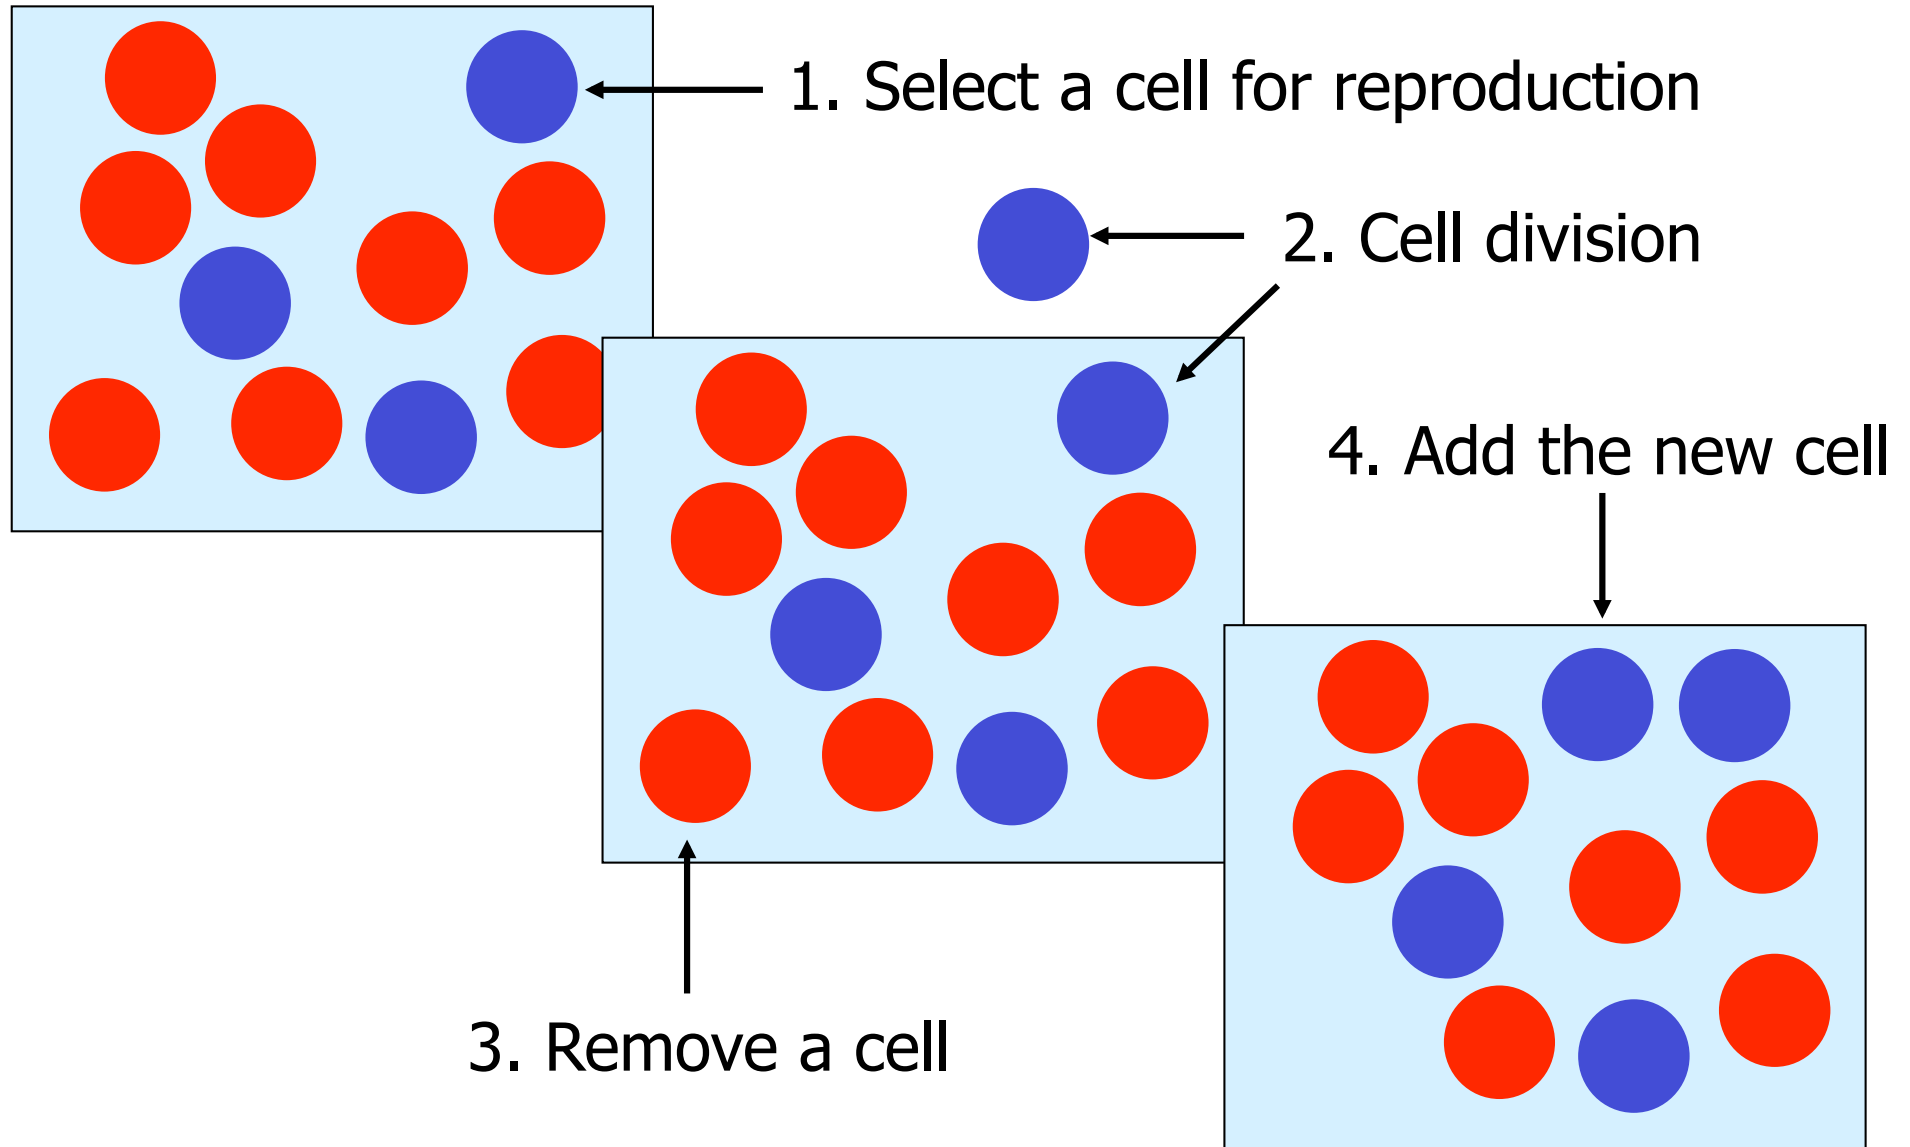 1. Select a cell for reproduction
2. Cell division
4. Add the new cell
3. Remove a cell